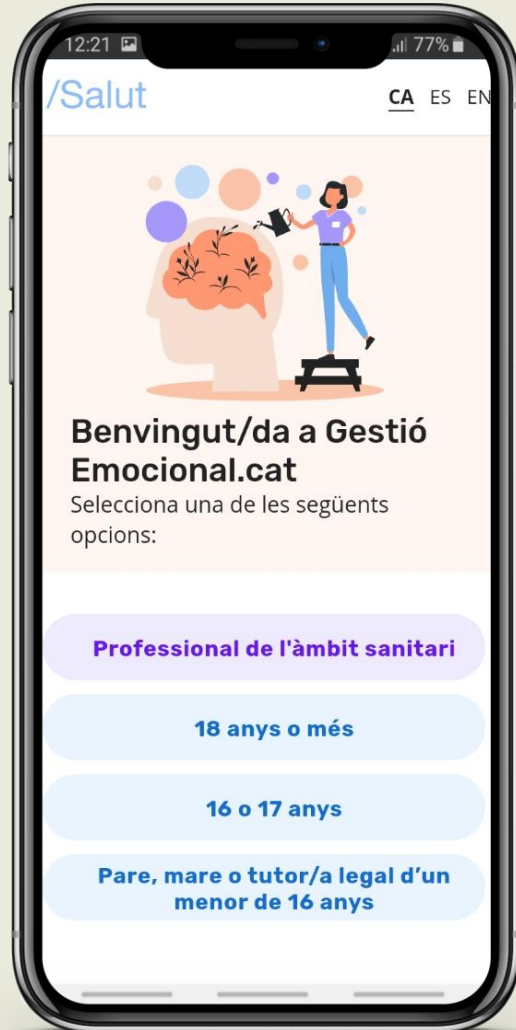 12:21 77%
/Salut
CA ES EN
Benvingut/da a Gestió
Emocional.cat
Selecciona una de les següents
opcions:
Professional de l'àmbit sanitari
18 anys o més
16 o 17 anys
Pare, mare o tutor/a legal d’un
menor de 16 anys